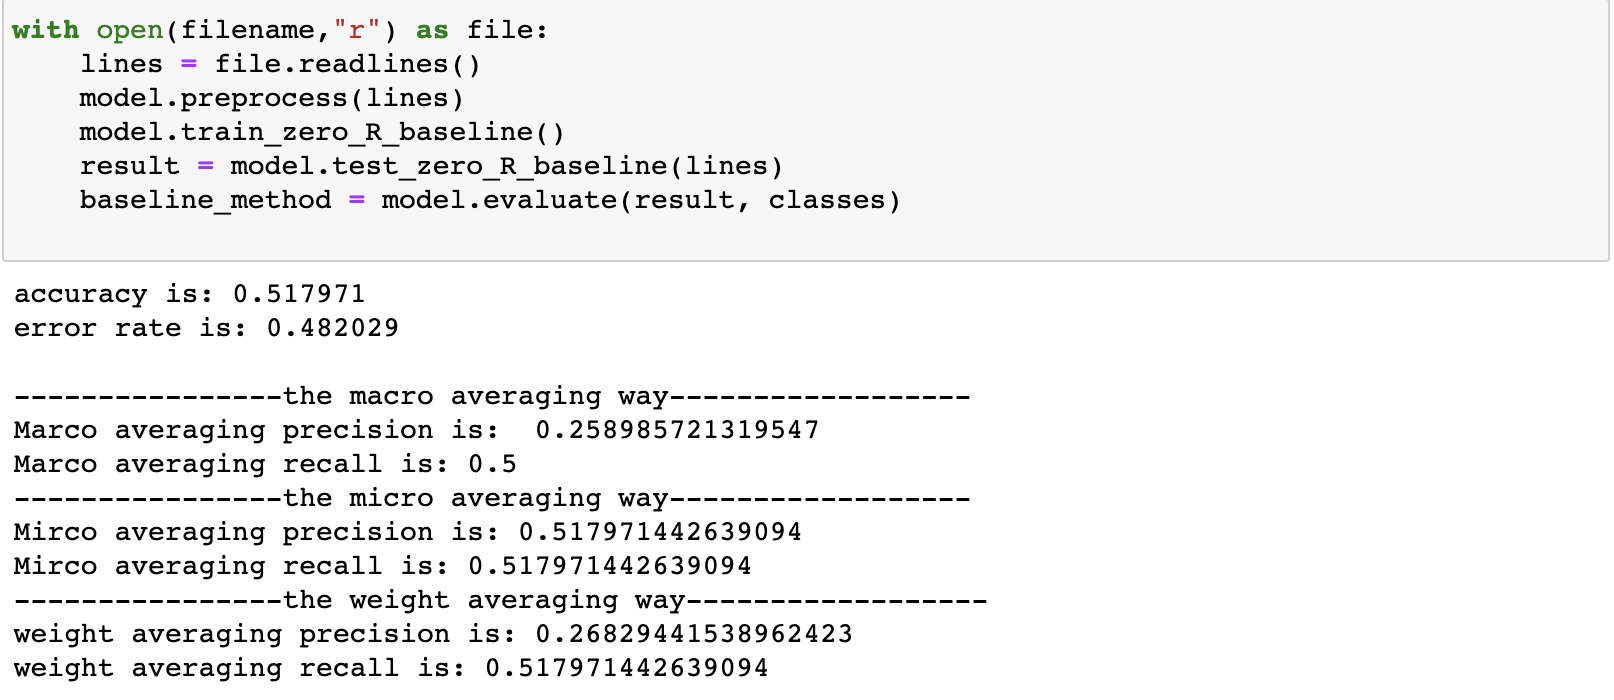 with open(filename,"r") as file:
    lines = file.readlines()
    model.preprocess(lines)
    model.train_zero_R_baseline()
    result = model.test_zero_R_baseline(lines)
    baseline_method = model.evaluate(result, classes)
accuracy is: 0.517971
error rate is: 0.482029
----------------the macro averaging way------------------
Marco averaging precision is:  0.258985721319547
Marco averaging recall is: 0.5
----------------the micro averaging way------------------
Mirco averaging precision is: 0.517971442639094
Mirco averaging recall is: 0.517971442639094
----------------the weight averaging way------------------
weight averaging precision is: 0.26829441538962423
weight averaging recall is: 0.517971442639094